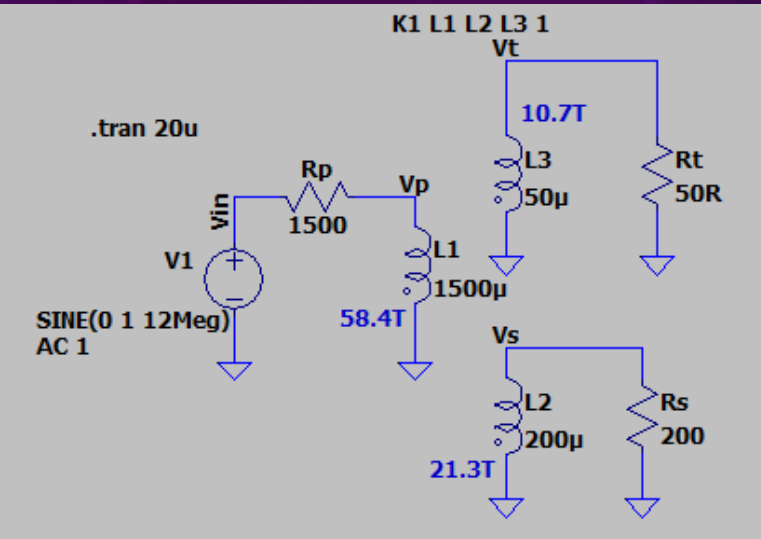 K1 L1 L2 L3 1
Vt
10.7T
.tran 20u
L3
Rt
50µ
50R
Rp
Vp
Vin
1500
V1
L1
1500µ
SINE(0 1 12Meg)
58.4T
AC 1
Vs
L2
Rs
200µ
200
21.3T